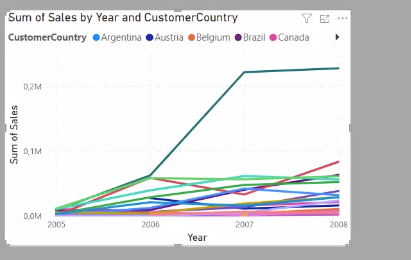 Sum of Sales by Year and CustomerCountry
CustomerCountry Argentina Austria Belgium Brazil Canada
0,2M
0,1M
0,0M
Sum of Sales
2005 2006 2007 2008
Year